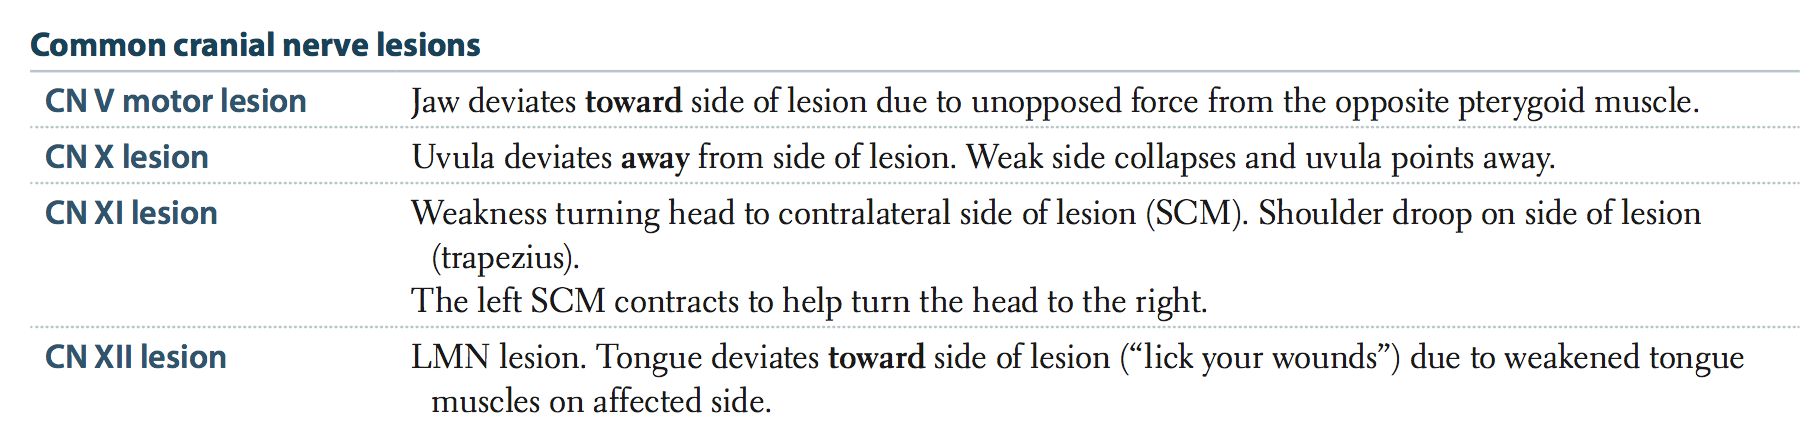 Common cranial nerve lesions
CN V motor lesion Jaw deviates toward side of lesion due to unopposed force from the opposite pterygoid muscle.
CN X lesion Uvula deviates away from side of lesion. Weak side collapses and uvula points away.
CN XI lesion Weakness turning head to contralateral side of lesion (SCM). Shoulder droop on side of lesion
(trapezius).
The left SCM contracts to help turn the head to the right.
CN XII lesion LMN lesion. Tongue deviates toward side of lesion (“lick your wounds”) due to weakened tongue
muscles on affected side.